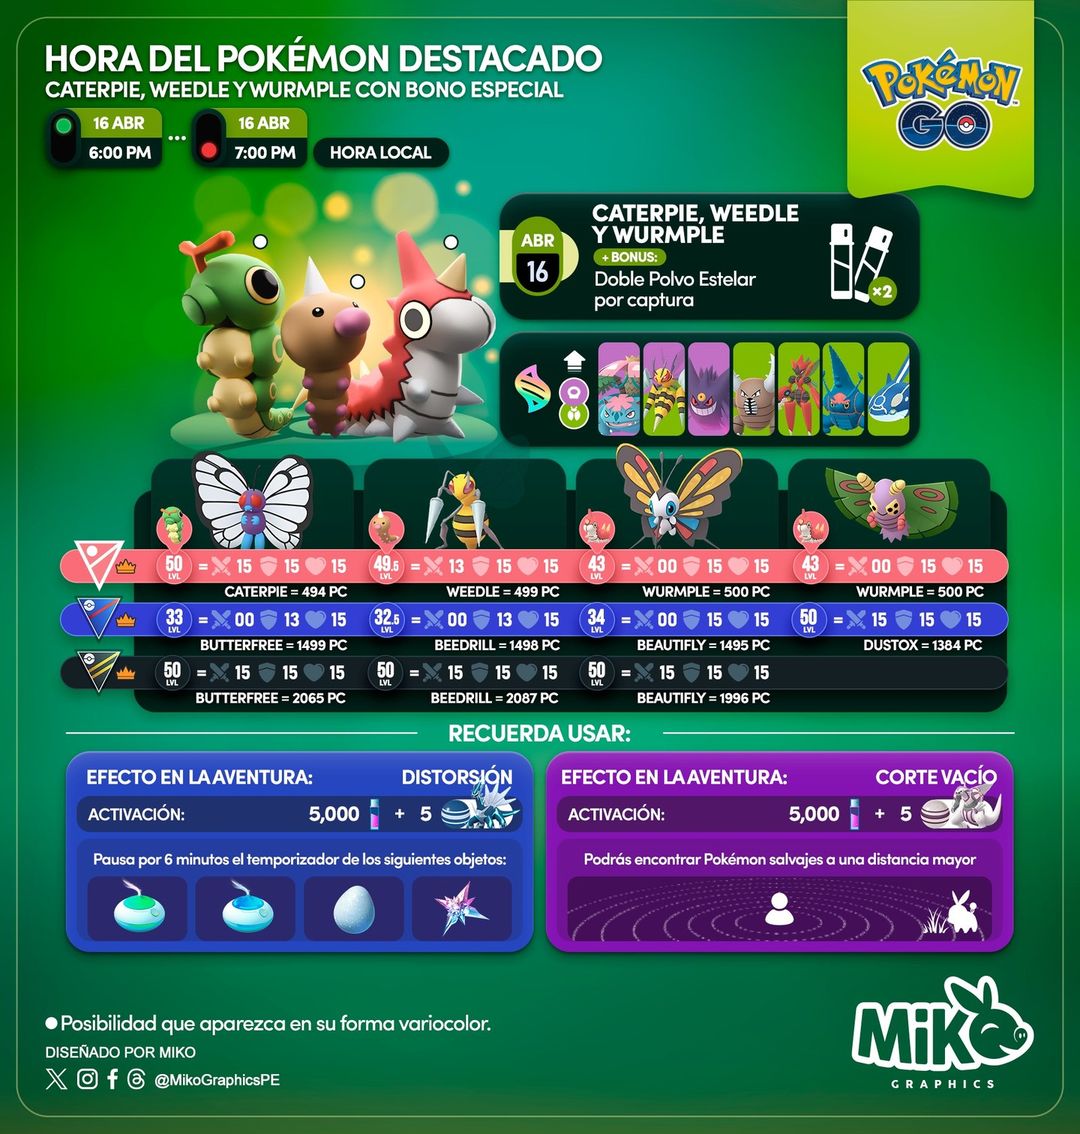 HORA DEL POKÉMON DESTACADO
CATERPIE, WEEDLE Y WURMPLE CON BONO ESPECIAL
16 ABR
6:00 PM
...
16 ABR
7:00 PM
HORA LOCAL
POKÉMON
GO
ABR
16
CATERPIE, WEEDLE
Y WURMPLE
+ BONUS:
Doble Polvo Estelar
por captura
×2
50 LVL = 15 15 15
CATERPIE = 494 PC
49.5 LVL = 13 15 15
WEEDLE = 499 PC
43 LVL = 00 15 15
WURMPLE = 500 PC
43 LVL = 00 15 15
WURMPLE = 500 PC
33 LVL = 00 13 15
BUTTERFREE = 1499 PC
32.5 LVL = 00 13 15
BEEDRILL = 1498 PC
34 LVL = 00 15 15
BEAUTIFLY = 1495 PC
50 LVL = 15 15 15
DUSTOX = 1384 PC
50 LVL = 15 15 15
BUTTERFREE = 2065 PC
50 LVL = 15 15 15
BEEDRILL = 2087 PC
50 LVL = 15 15 15
BEAUTIFLY = 1996 PC
RECUERDA USAR:
EFECTO EN LA AVENTURA: DISTORSIÓN
ACTIVACIÓN: 5,000 + 5
Pausa por 6 minutos el temporizador de los siguientes objetos:
EFECTO EN LA AVENTURA: CORTE VACÍO
ACTIVACIÓN: 5,000 + 5
Podrás encontrar Pokémon salvajes a una distancia mayor
Posibilidad que aparezca en su forma variocolor.
DISEÑADO POR MIKO
@MikoGraphicsPE
MiKO
GRAPHICS